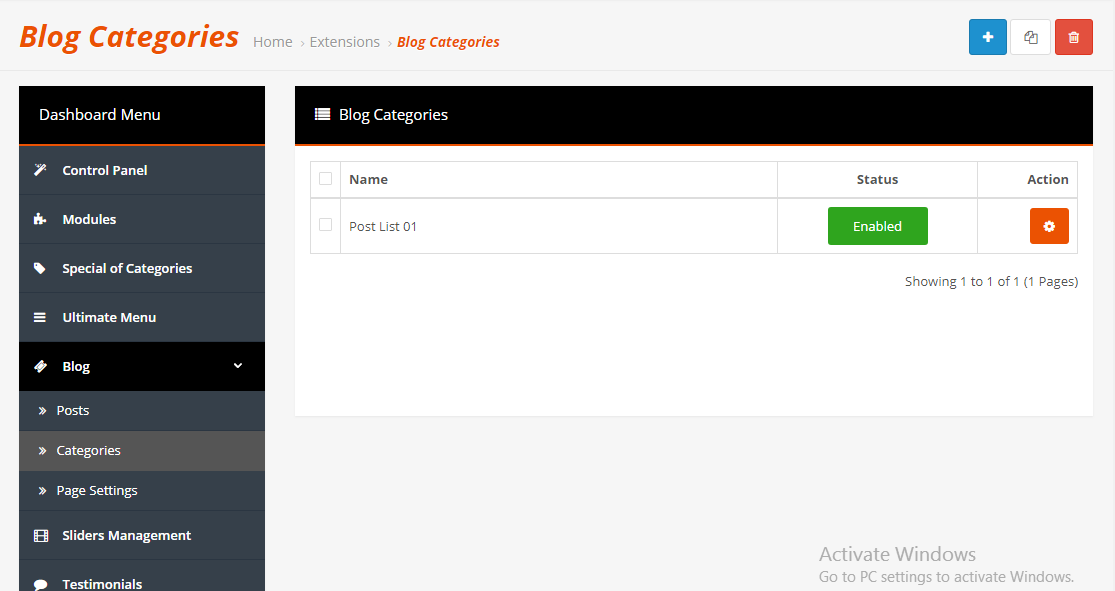 Blog Categories
Home › Extensions › Blog Categories
Dashboard Menu
Control Panel
Modules
Special of Categories
Ultimate Menu
Blog
» Posts
» Categories
» Page Settings
Sliders Management
Testimonials
Blog Categories
Name Status Action
Post List 01 Enabled
Showing 1 to 1 of 1 (1 Pages)
Activate Windows
Go to PC settings to activate Windows.